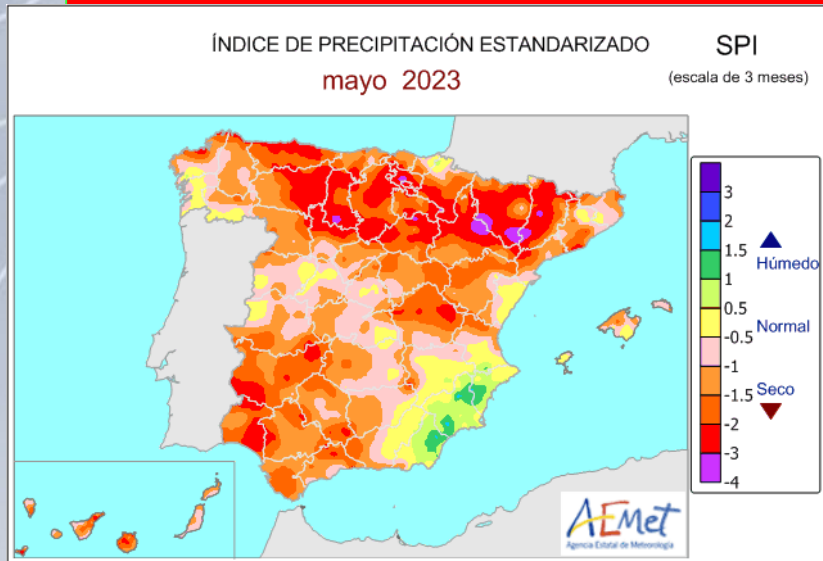 ÍNDICE DE PRECIPITACIÓN ESTANDARIZADO
SPI
mayo 2023
(escala de 3 meses)
3
2
1.5
1
0.5
-0.5
-1
-1.5
-2
-3
-4
Húmedo
Normal
Seco
AEMet
Agencia Estatal de Meteorología